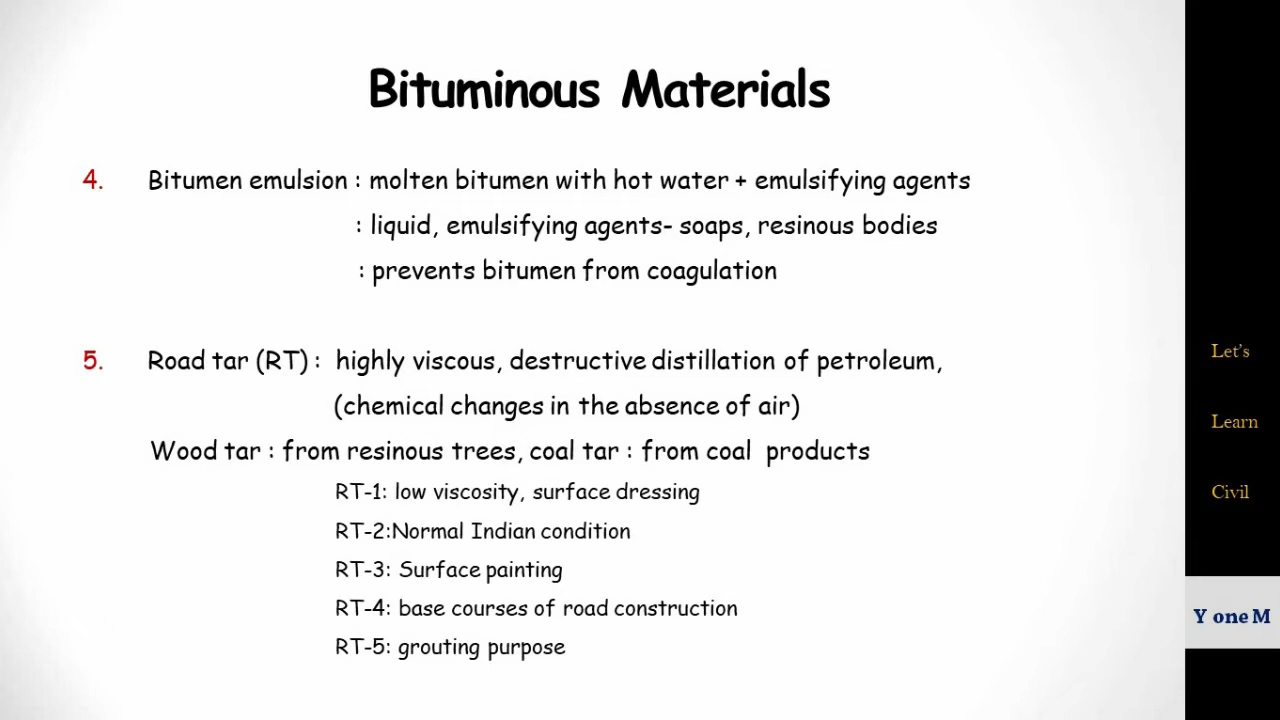 Bituminous Materials
4. Bitumen emulsion : molten bitumen with hot water + emulsifying agents
: liquid, emulsifying agents- soaps, resinous bodies
: prevents bitumen from coagulation
5. Road tar (RT) : highly viscous, destructive distillation of petroleum,
(chemical changes in the absence of air)
Wood tar : from resinous trees, coal tar : from coal products
RT-1: low viscosity, surface dressing
RT-2:Normal Indian condition
RT-3: Surface painting
RT-4: base courses of road construction
RT-5: grouting purpose
Let's
Learn
Civil
Y one M